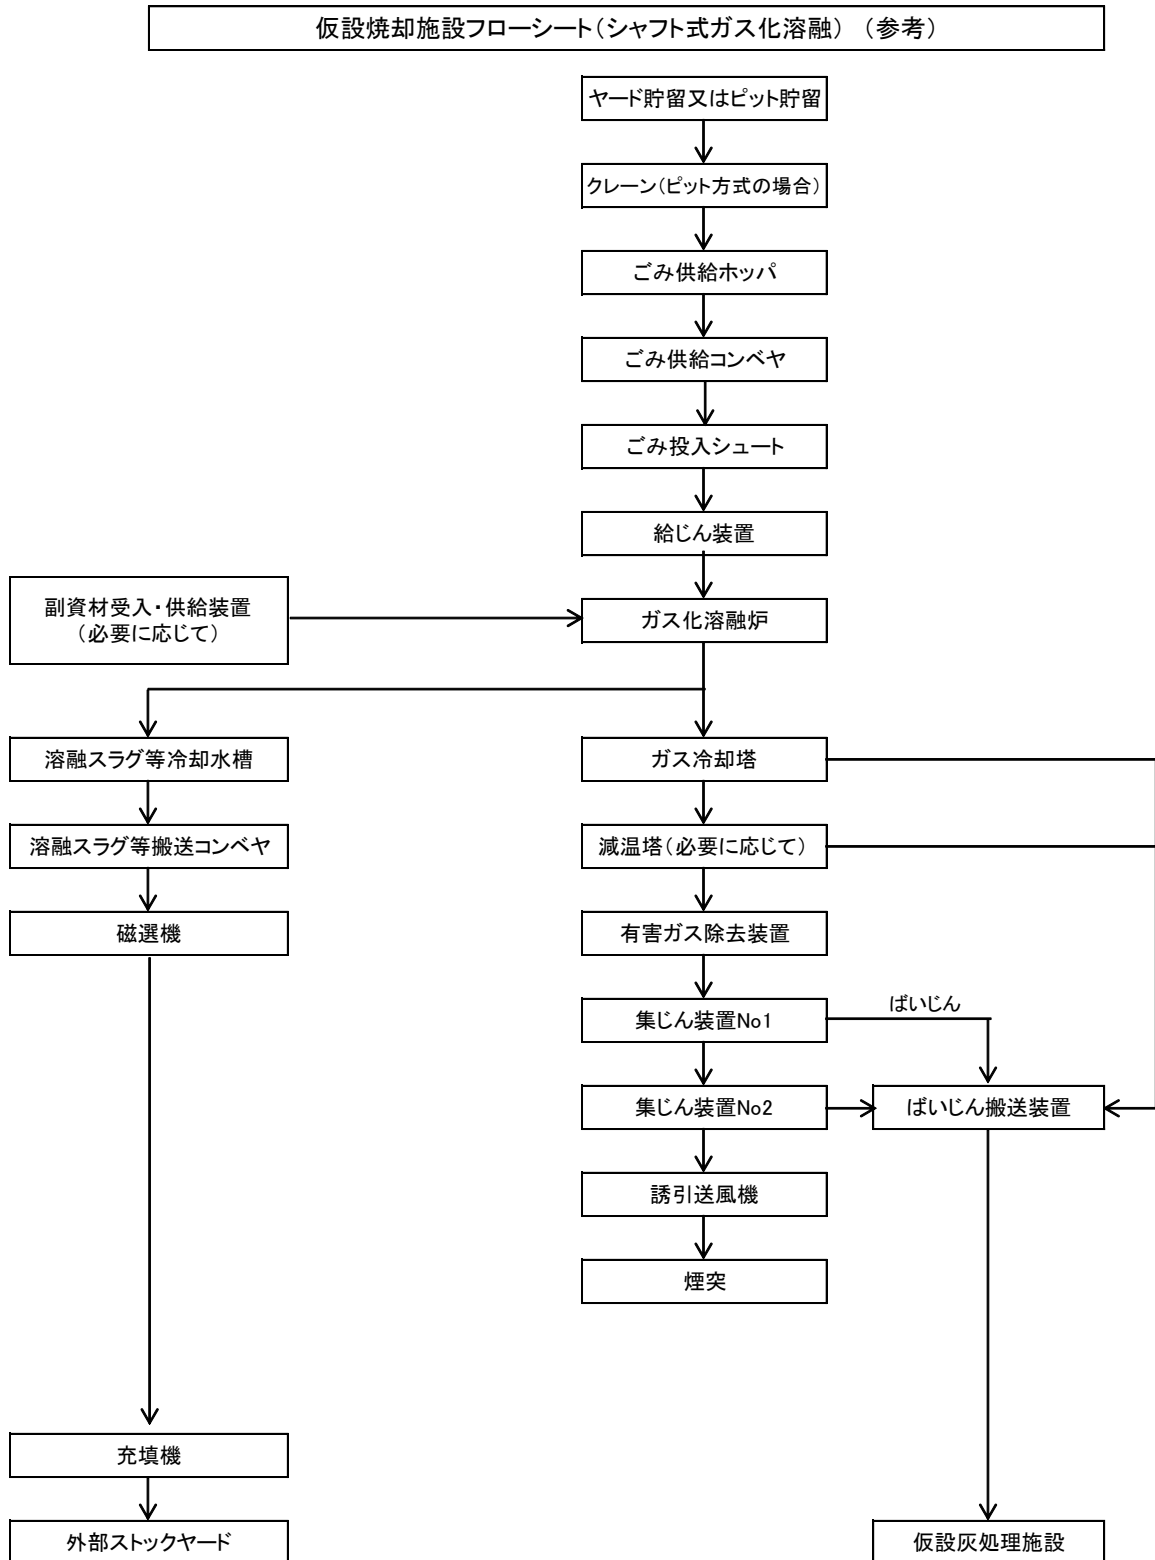 仮設焼却施設フローシート（シャフト式ガス化溶融）（参考）
ヤード貯留又はピット貯留
クレーン（ピット方式の場合）
ごみ供給ホッパ
ごみ供給コンベヤ
ごみ投入シュート
給じん装置
副資材受入・供給装置
（必要に応じて）
ガス化溶融炉
溶融スラグ等冷却水槽
ガス冷却塔
溶融スラグ等搬送コンベヤ
減温塔（必要に応じて）
磁選機
有害ガス除去装置
集じん装置No1
ばいじん
集じん装置No2
ばいじん搬送装置
誘引送風機
煙突
充填機
外部ストックヤード
仮設灰処理施設